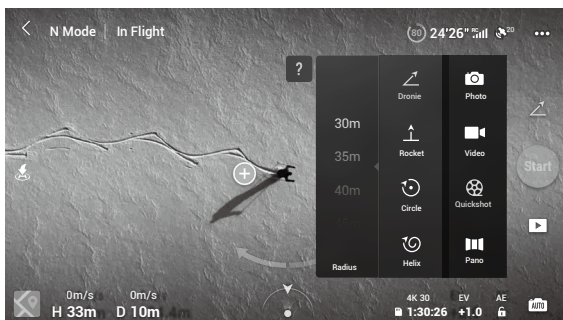 N Mode | In Flight
80 24'26" RC 20
?
Dronie
Photo
30m
Rocket
Video
35m
Start
40m
Circle
Quickshot
Helix
Pano
Radius
0m/s 0m/s
H 33m D 10m
4K 30 EV AE
1:30:26 +1.0
AUTO